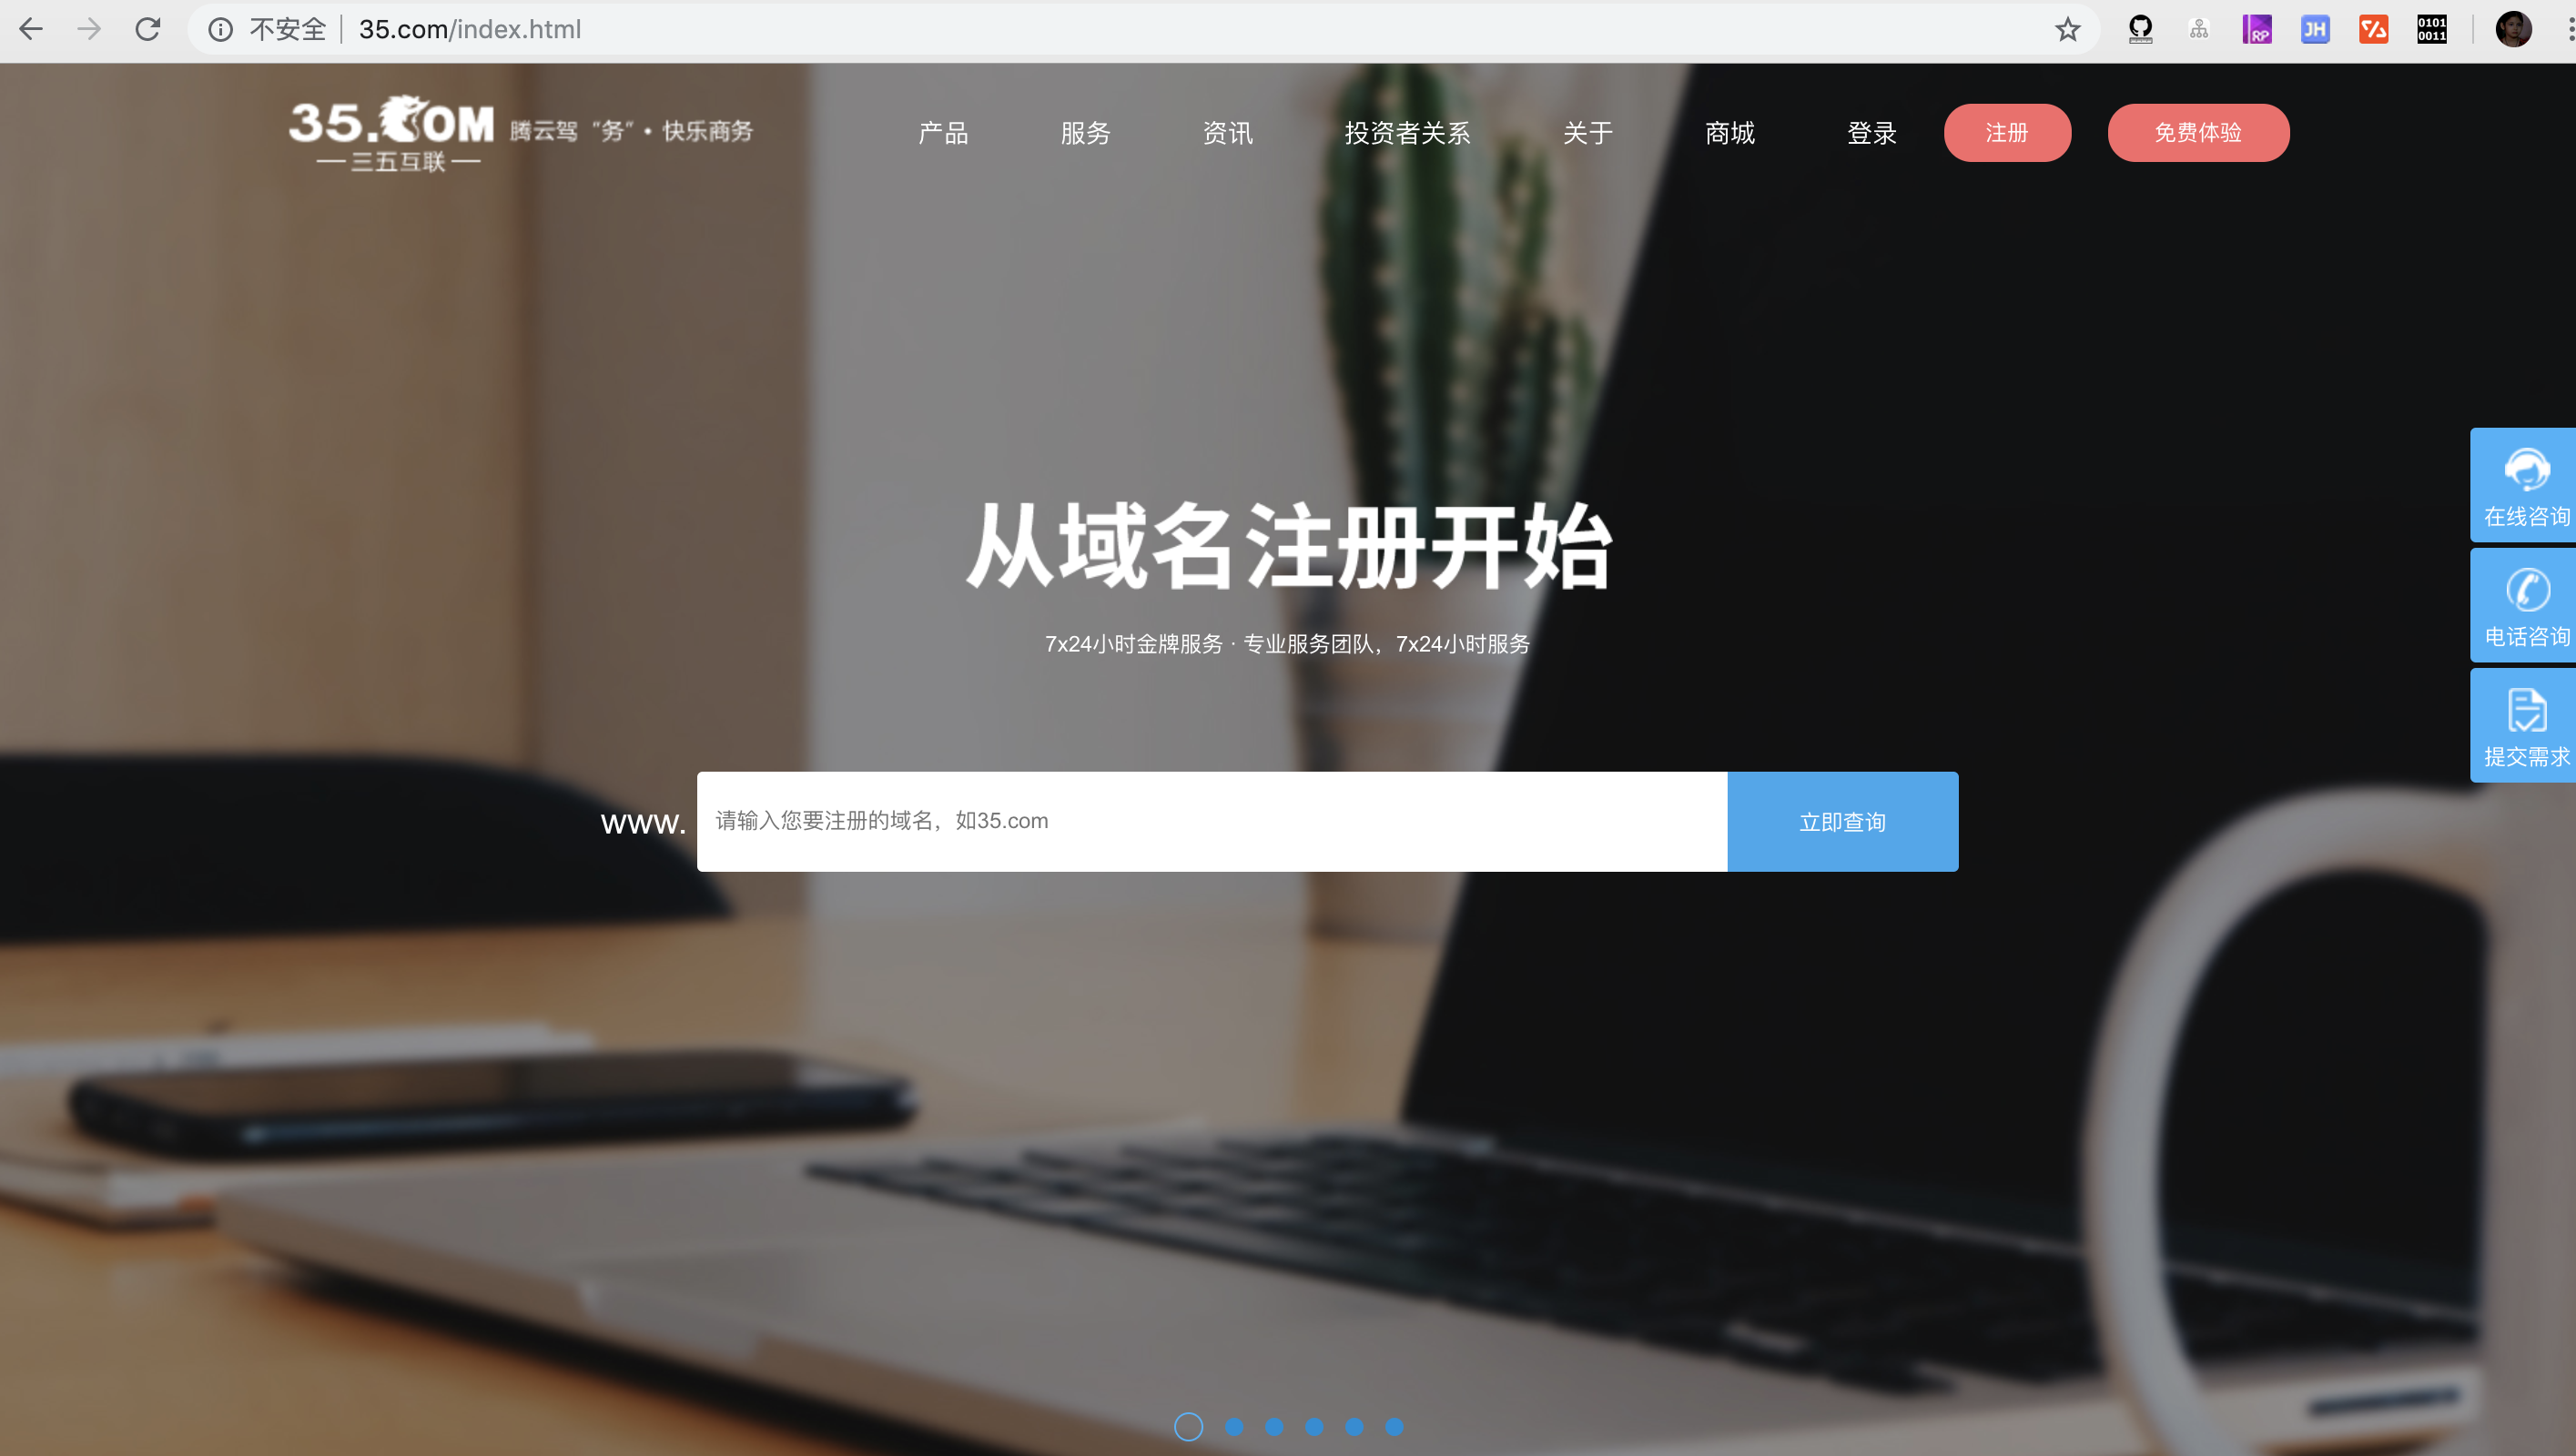 不安全 | 35.com/index.html
RP
JH
0101
0011
35.COM
三五互联
腾云驾“务”·快乐商务
产品
服务
资讯
投资者关系
关于
商城
登录
注册
免费体验
从域名注册开始
7x24小时金牌服务 · 专业服务团队，7x24小时服务
www.
请输入您要注册的域名，如35.com
立即查询
在线咨询
电话咨询
提交需求